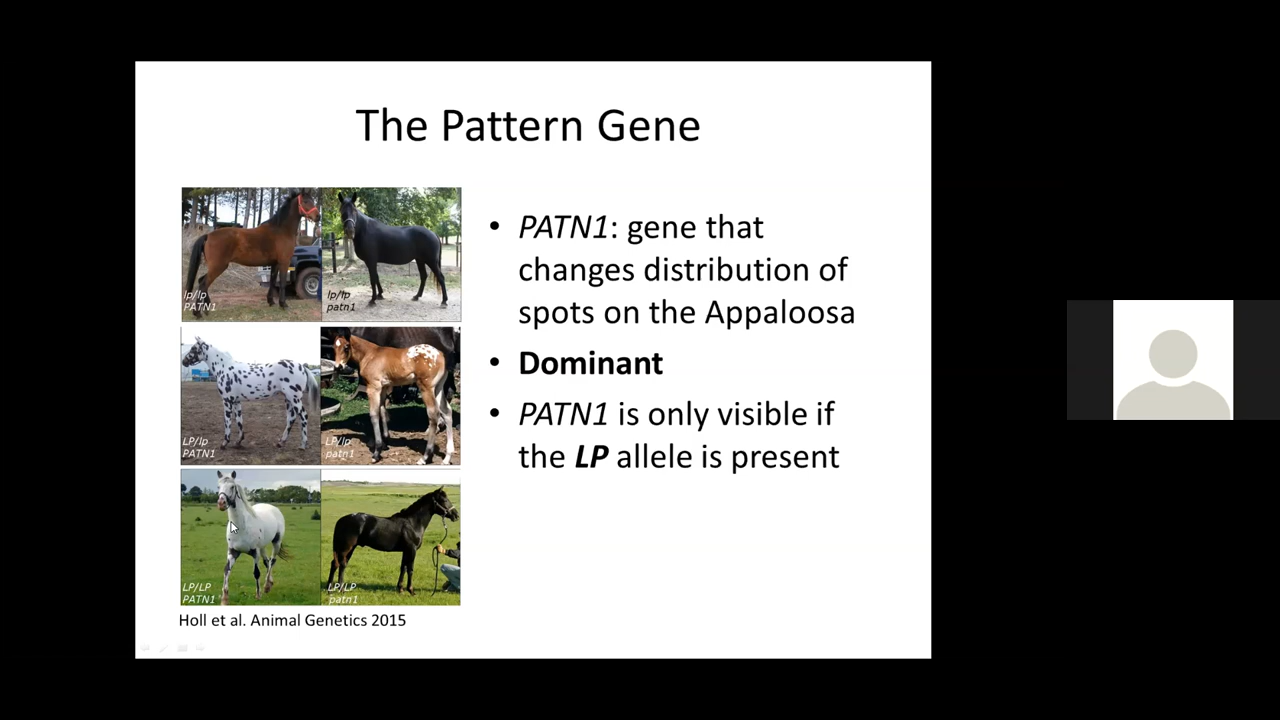 The Pattern Gene
lp/lp
PATN1
lp/lp
patn1
LP/lp
PATN1
LP/lp
patn1
LP/LP
PATN1
LP/LP
patn1
Holl et al. Animal Genetics 2015
• PATN1: gene that
changes distribution of
spots on the Appaloosa
• Dominant
• PATN1 is only visible if
the LP allele is present